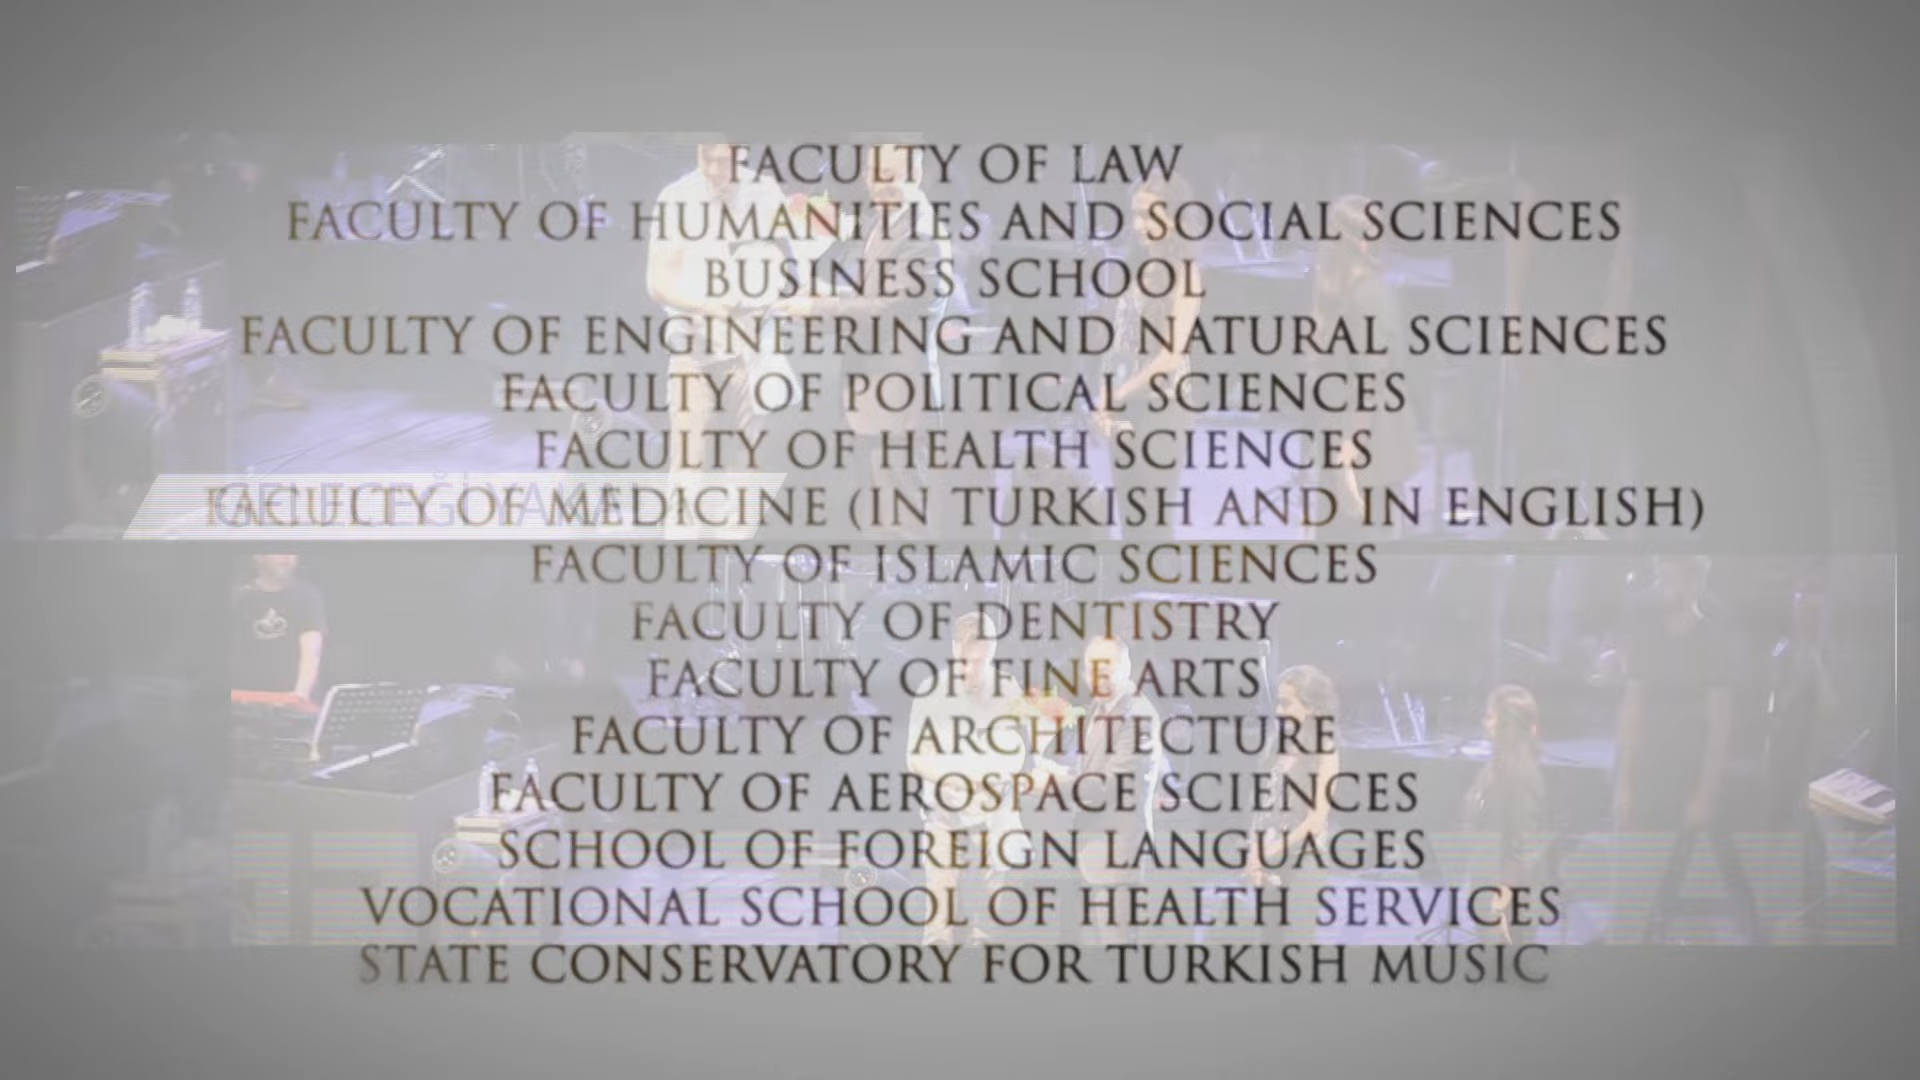 FACULTY OF LAW
FACULTY OF HUMANITIES AND SOCIAL SCIENCES
BUSINESS SCHOOL
FACULTY OF ENGINEERING AND NATURAL SCIENCES
FACULTY OF POLITICAL SCIENCES
FACULTY OF HEALTH SCIENCES
FACULTY OF MEDICINE (IN TURKISH AND IN ENGLISH)
FACULTY OF ISLAMIC SCIENCES
FACULTY OF DENTISTRY
FACULTY OF FINE ARTS
FACULTY OF ARCHITECTURE
FACULTY OF AEROSPACE SCIENCES
SCHOOL OF FOREIGN LANGUAGES
VOCATIONAL SCHOOL OF HEALTH SERVICES
STATE CONSERVATORY FOR TURKISH MUSIC